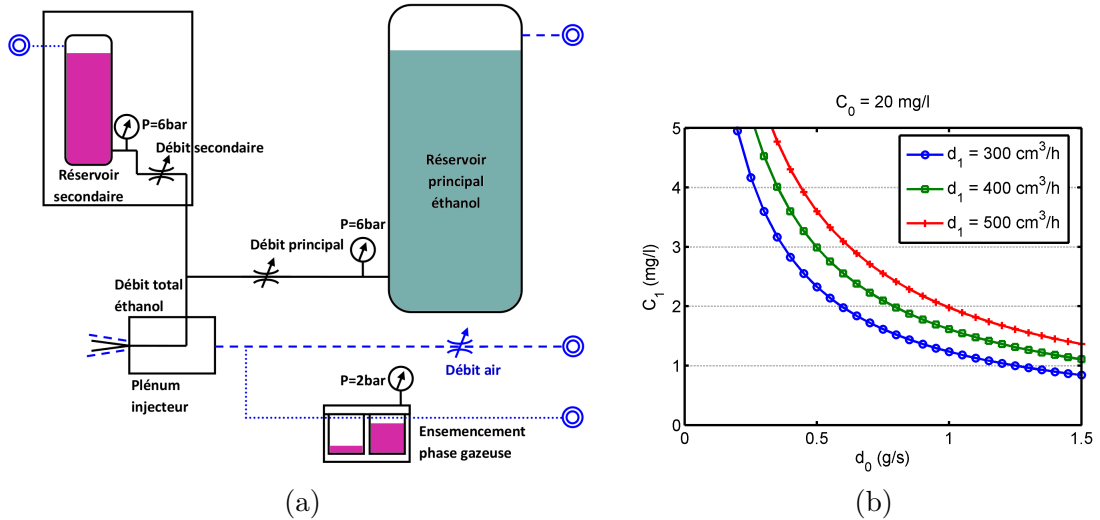 P=6bar
Débit secondaire
Réservoir
secondaire
Réservoir
principal
éthanol
P=6bar
Débit principal
Débit total
éthanol
Plénum
injecteur
Débit air
P=2bar
Ensemencement
phase gazeuse
(a)
C₀ = 20 mg/l
d₁ = 300 cm³/h
d₁ = 400 cm³/h
d₁ = 500 cm³/h
C₁ (mg/l)
5
4
3
2
1
0
0
0.5
1
1.5
d₀ (g/s)
(b)